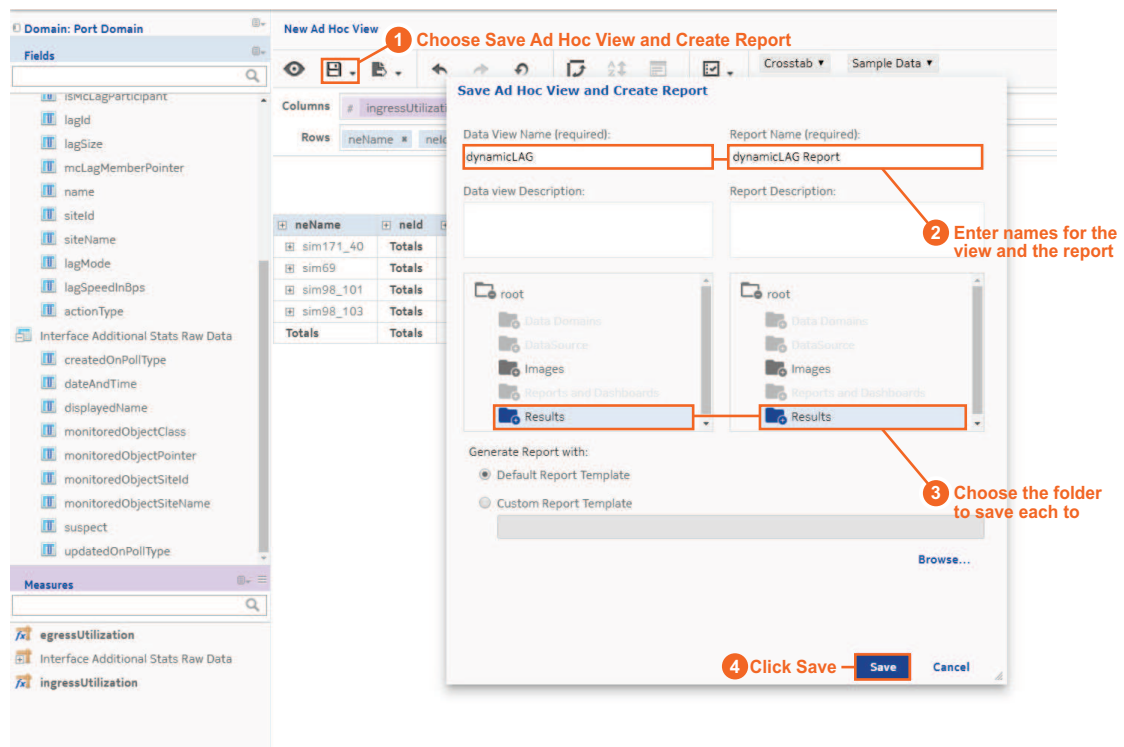 Domain: Port Domain
Fields
isMcLagParticipant
lagId
lagSize
mcLagMemberPointer
name
siteId
siteName
lagMode
lagSpeedInBps
actionType
Interface Additional Stats Raw Data
createdOnPollType
dateAndTime
displayedName
monitoredObjectClass
monitoredObjectPointer
monitoredObjectSiteId
monitoredObjectSiteName
suspect
updatedOnPollType
Measures
egressUtilization
Interface Additional Stats Raw Data
ingressUtilization
New Ad Hoc View
1 Choose Save Ad Hoc View and Create Report
Crosstab
Sample Data
Columns # ingressUtilizati
Rows neName x neId
neName neId
sim171_40 Totals
sim69 Totals
sim98_101 Totals
sim98_103 Totals
Totals Totals
Save Ad Hoc View and Create Report
Data View Name (required): Report Name (required):
dynamicLAG dynamicLAG Report
Data view Description: Report Description:
2 Enter names for the
view and the report
root root
Data Domains Data Domains
DataSource DataSource
Images Images
Reports and Dashboards Reports and Dashboards
Results Results
3 Choose the folder
to save each to
Generate Report with:
Default Report Template
Custom Report Template
Browse...
4 Click Save Save Cancel